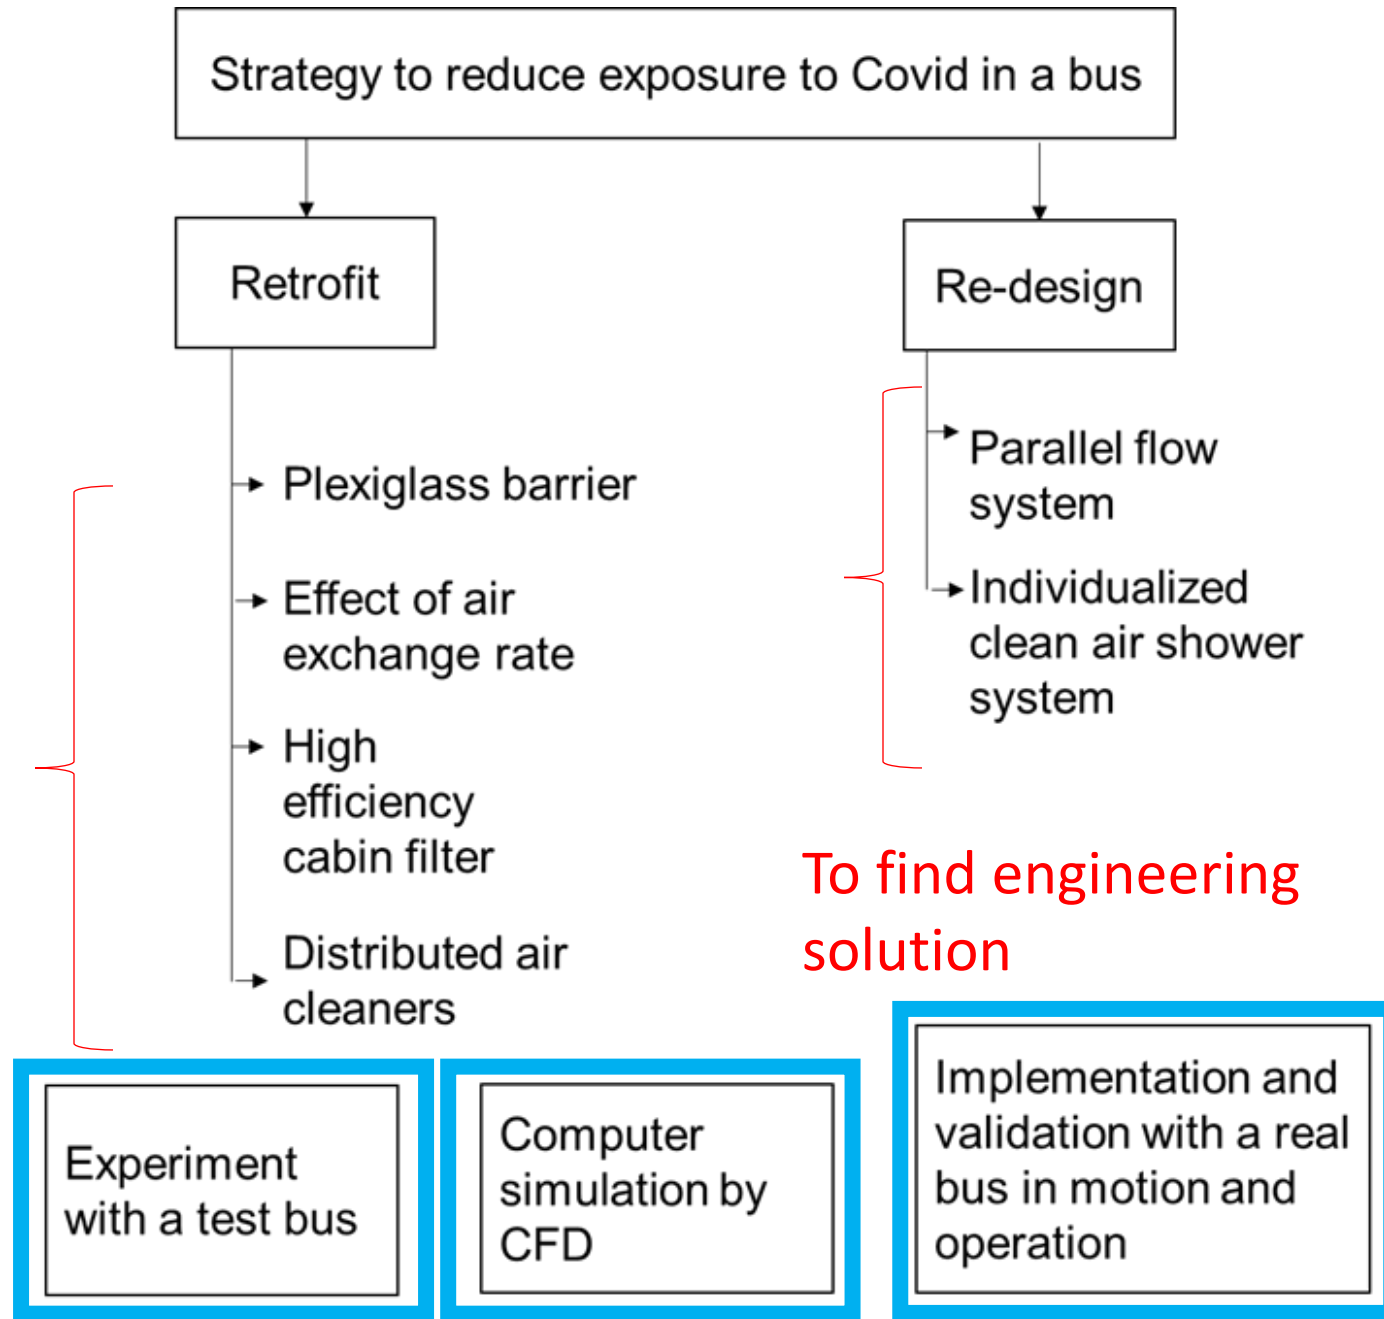 Strategy to reduce exposure to Covid in a bus
Retrofit
Re-design
Plexiglass barrier
Effect of air
exchange rate
High
efficiency
cabin filter
Distributed air
cleaners
Parallel flow
system
Individualized
clean air shower
system
To find engineering
solution
Experiment
with a test bus
Computer
simulation by
CFD
Implementation and
validation with a real
bus in motion and
operation